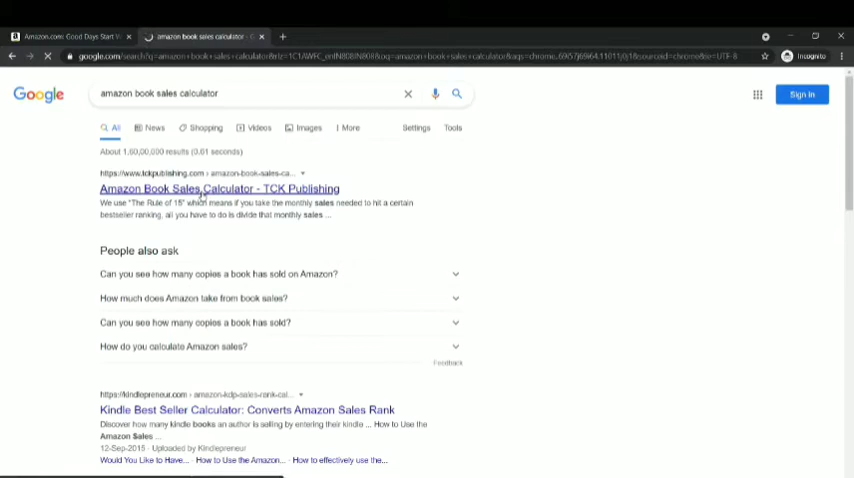 Amazon.com: Good Days Start W
amazon book sales calculator - G
Incognito
Google
amazon book sales calculator
Sign in
All News Shopping Videos Images More Settings Tools
About 1,60,00,000 results (0.61 seconds)
https://www.tckpublishing.com › amazon-book-sales-ca...
Amazon Book Sales Calculator - TCK Publishing
We use "The Rule of 15" which means if you take the monthly sales needed to hit a certain
bestseller ranking, all you have to do is divide that monthly sales ...
People also ask
Can you see how many copies a book has sold on Amazon?
How much does Amazon take from book sales?
Can you see how many copies a book has sold?
How do you calculate Amazon sales?
Feedback
https://kindlepreneur.com › amazon-kdp-sales-rank-cal...
Kindle Best Seller Calculator: Converts Amazon Sales Rank
Discover how many kindle books an author is selling by entering their kindle ... How to Use the
Amazon Sales ...
12-Sep-2015 · Uploaded by Kindlepreneur
Would You Like to Have... · How to Use the Amazon... · How to effectively use the...